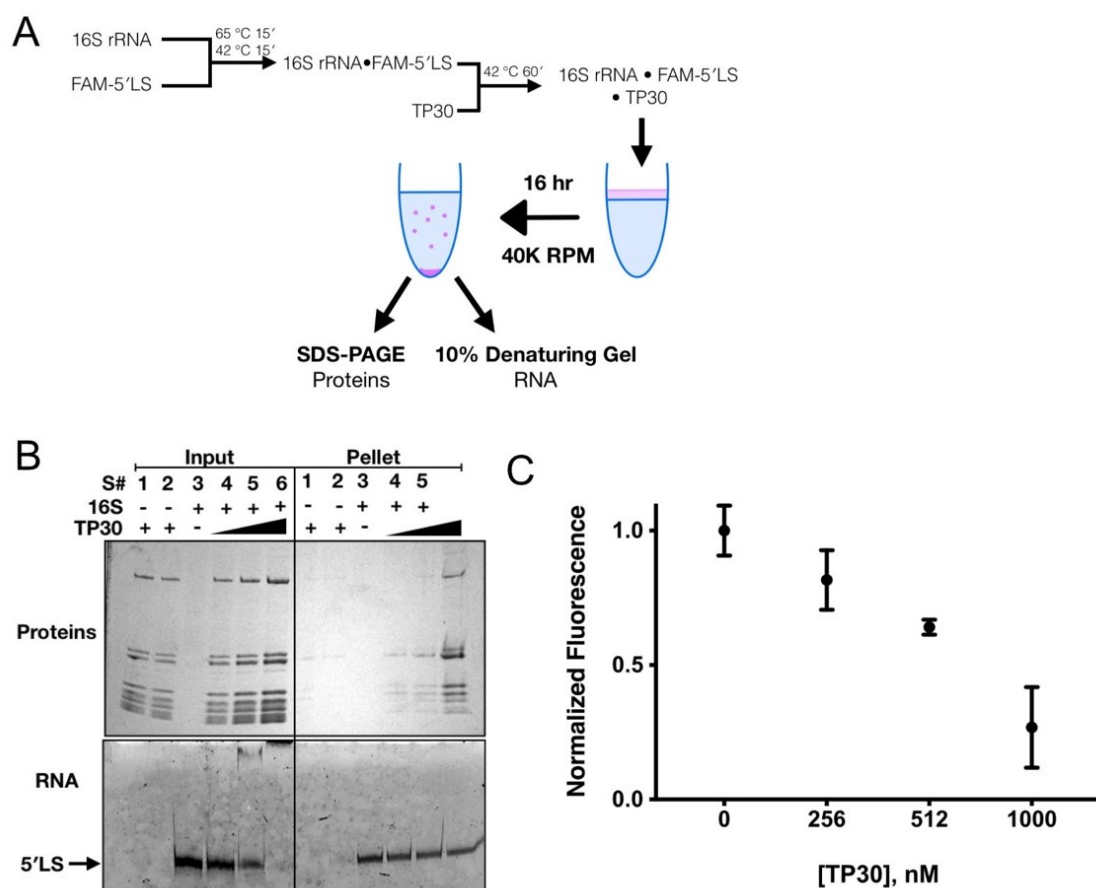 A
16S rRNA
FAM-5′LS
65 °C 15′
42 °C 15′
16S rRNA•FAM-5′LS
TP30
42 °C 60′
16S rRNA • FAM-5′LS
• TP30
16 hr
40K RPM
SDS-PAGE
Proteins
10% Denaturing Gel
RNA
B
Input Pellet
S# 1 2 3 4 5 6 1 2 3 4 5
16S - - + + + + - - + + +
TP30 + + - + + -
Proteins
RNA
5′LS
C
Normalized Fluorescence
1.0
0.5
0.0
0 256 512 1000
[TP30], nM